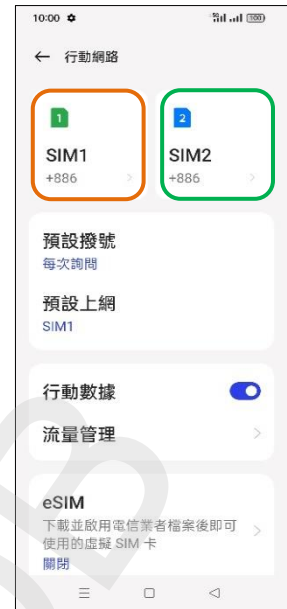 10:00
5G 100
行動網路
1
2
SIM1
SIM2
+886
+886
預設撥號
每次詢問
預設上網
SIM1
行動數據
流量管理
eSIM
下載並啟用電信業者檔案後即可
使用的虛擬 SIM 卡
關閉